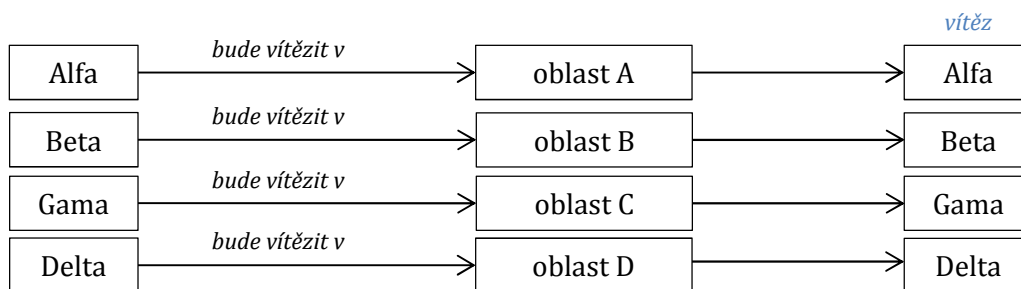 vítěz
bude vítězit v
Alfa oblast A Alfa
bude vítězit v
Beta oblast B Beta
bude vítězit v
Gama oblast C Gama
bude vítězit v
Delta oblast D Delta